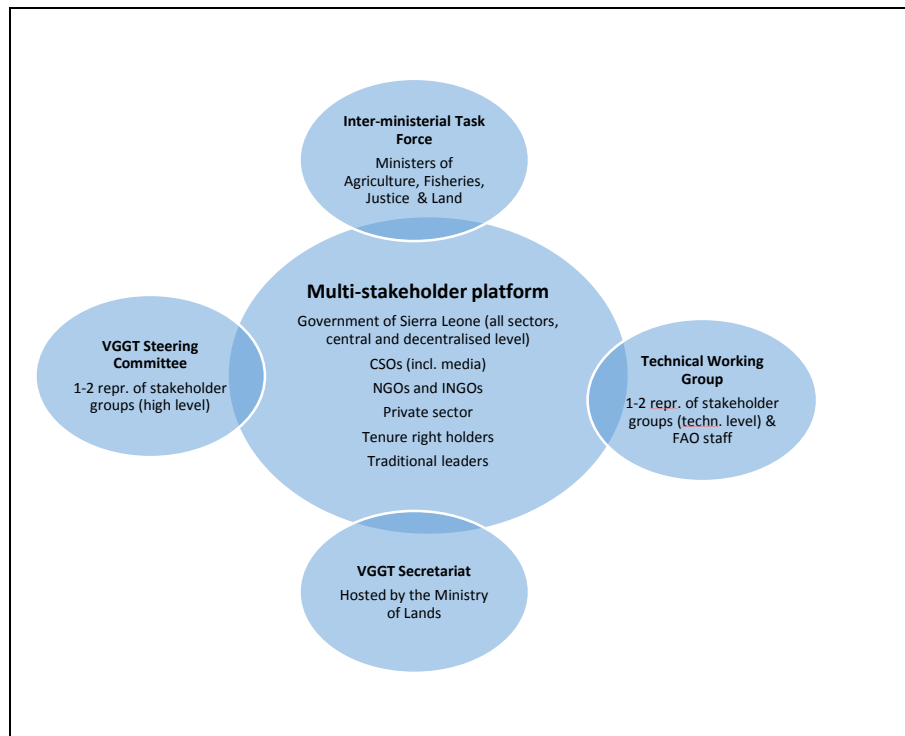 Inter-ministerial Task
Force
Ministers of
Agriculture, Fisheries,
Justice & Land
Multi-stakeholder platform
Government of Sierra Leone (all sectors,
central and decentralised level)
CSOs (incl. media)
NGOs and INGOs
Private sector
Tenure right holders
Traditional leaders
VGGT Steering
Committee
1-2 repr. of stakeholder
groups (high level)
Technical Working
Group
1-2 repr. of stakeholder
groups (techn. level) &
FAO staff
VGGT Secretariat
Hosted by the Ministry
of Lands